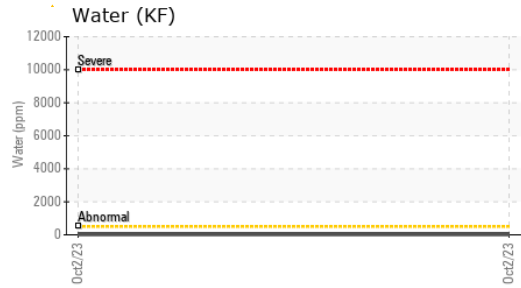 Water (KF)
12000
10000
8000
6000
4000
2000
0
Water (ppm)
Severe
Abnormal
Oct2/23
Oct2/23